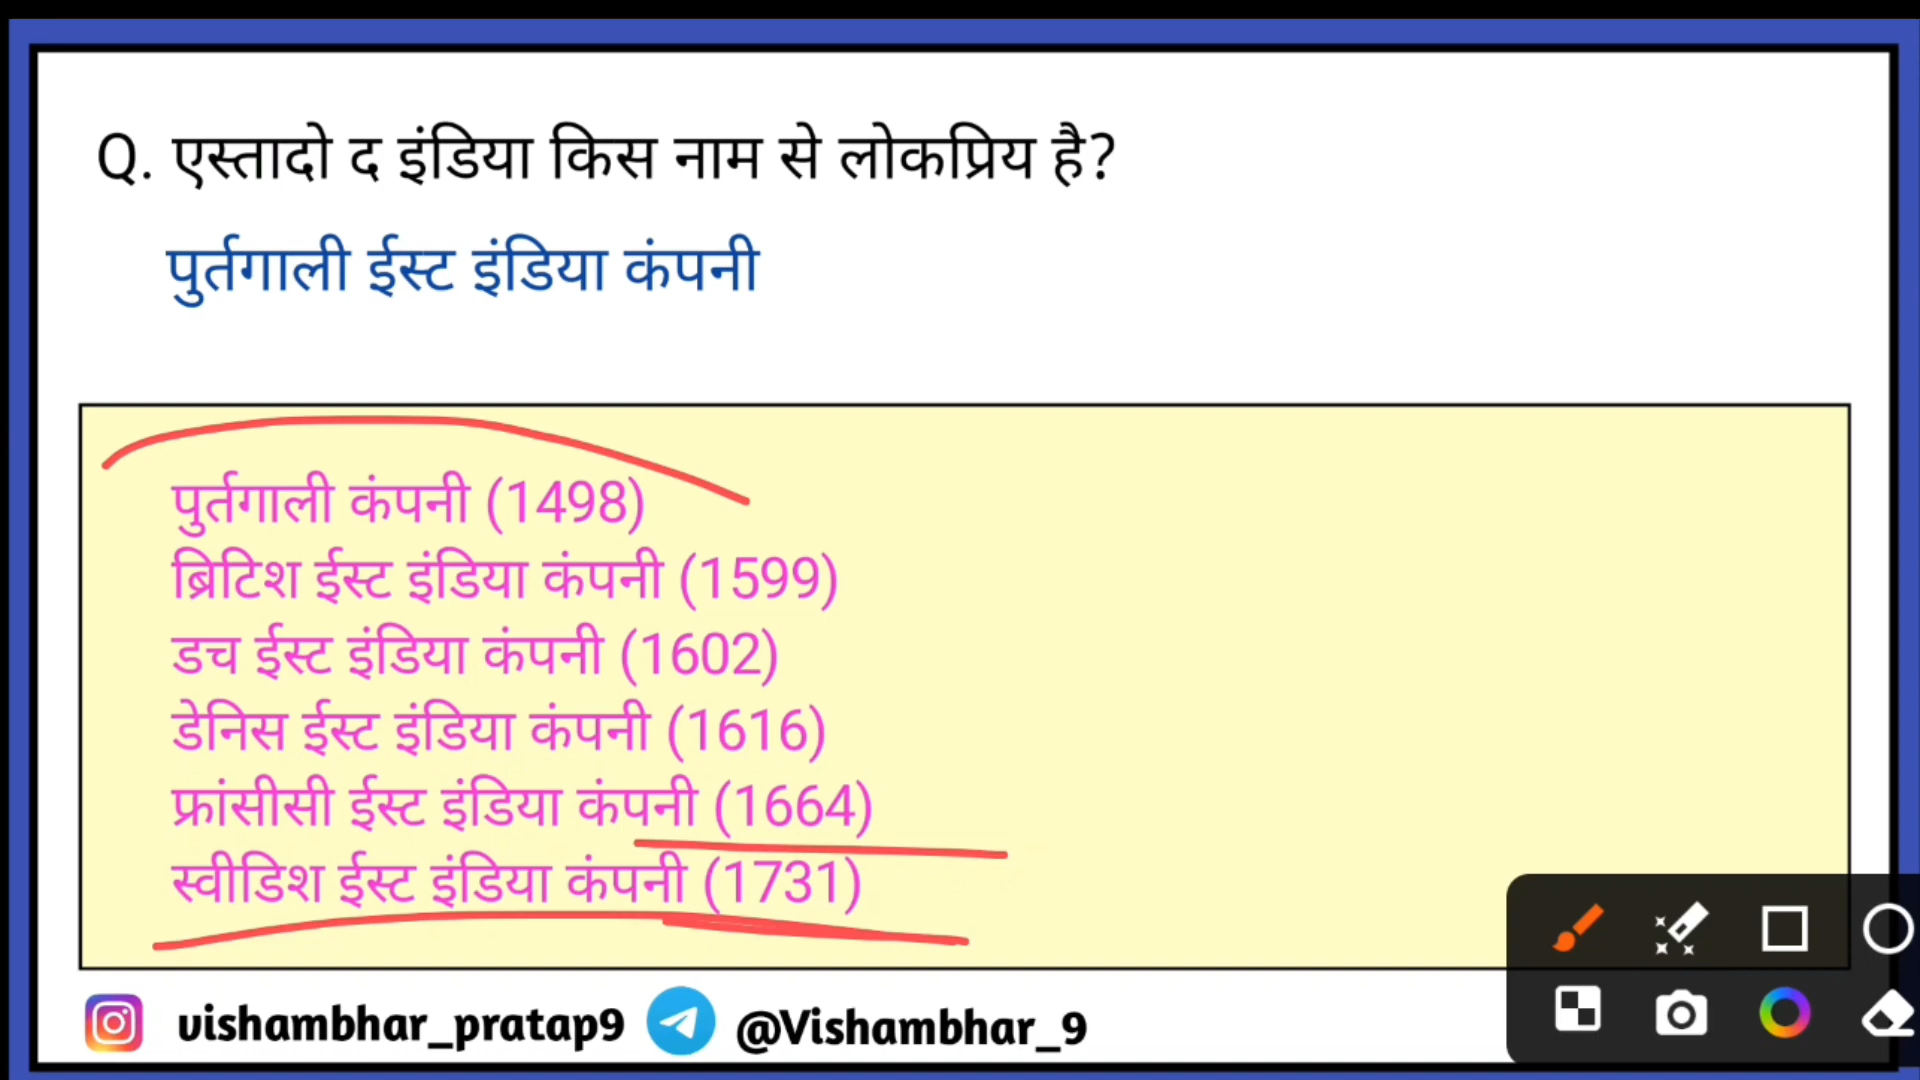 Q. एस्तादो द इंडिया किस नाम से लोकप्रिय है?
पुर्तगाली ईस्ट इंडिया कंपनी
पुर्तगाली कंपनी (1498)
ब्रिटिश ईस्ट इंडिया कंपनी (1599)
डच ईस्ट इंडिया कंपनी (1602)
डेनिस ईस्ट इंडिया कंपनी (1616)
फ्रांसीसी ईस्ट इंडिया कंपनी (1664)
स्वीडिश ईस्ट इंडिया कंपनी (1731)
vishambhar_pratap9 @Vishambhar_9